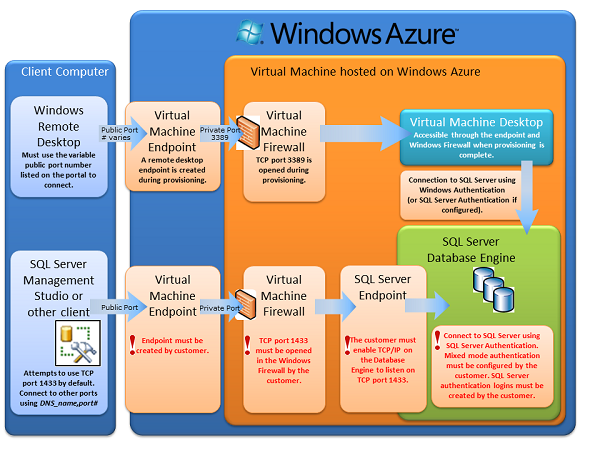 Windows Azure™
Client Computer
Virtual Machine hosted on Windows Azure
Windows
Remote
Desktop
Must use the variable
public port number
listed on the portal to
connect.
Public Port
# varies
Virtual
Machine
Endpoint
A remote desktop
endpoint is created
during provisioning.
Private Port
3389
Virtual
Machine
Firewall
TCP port 3389 is
opened during
provisioning.
Virtual Machine Desktop
Accessible through the endpoint and
Windows Firewall when provisioning is
complete.
Connection to SQL Server using
Windows Authentication
(or SQL Server Authentication if
configured).
SQL Server
Management
Studio or
other client
Attempts to use TCP
port 1433 by default.
Connect to other ports
using DNS_name,port#
Public Port
Virtual
Machine
Endpoint
! Endpoint must be
created by customer.
Private Port
Virtual
Machine
Firewall
! TCP port 1433
must be opened
in the Windows
Firewall by the
customer.
SQL Server
Endpoint
! The customer must
enable TCP/IP on
the Database
Engine to listen on
TCP port 1433.
SQL Server
Database Engine
! Connect to SQL Server using
SQL Server Authentication.
Mixed mode authentication
must be configured by the
customer. SQL Server
authentication logins must be
created by the customer.